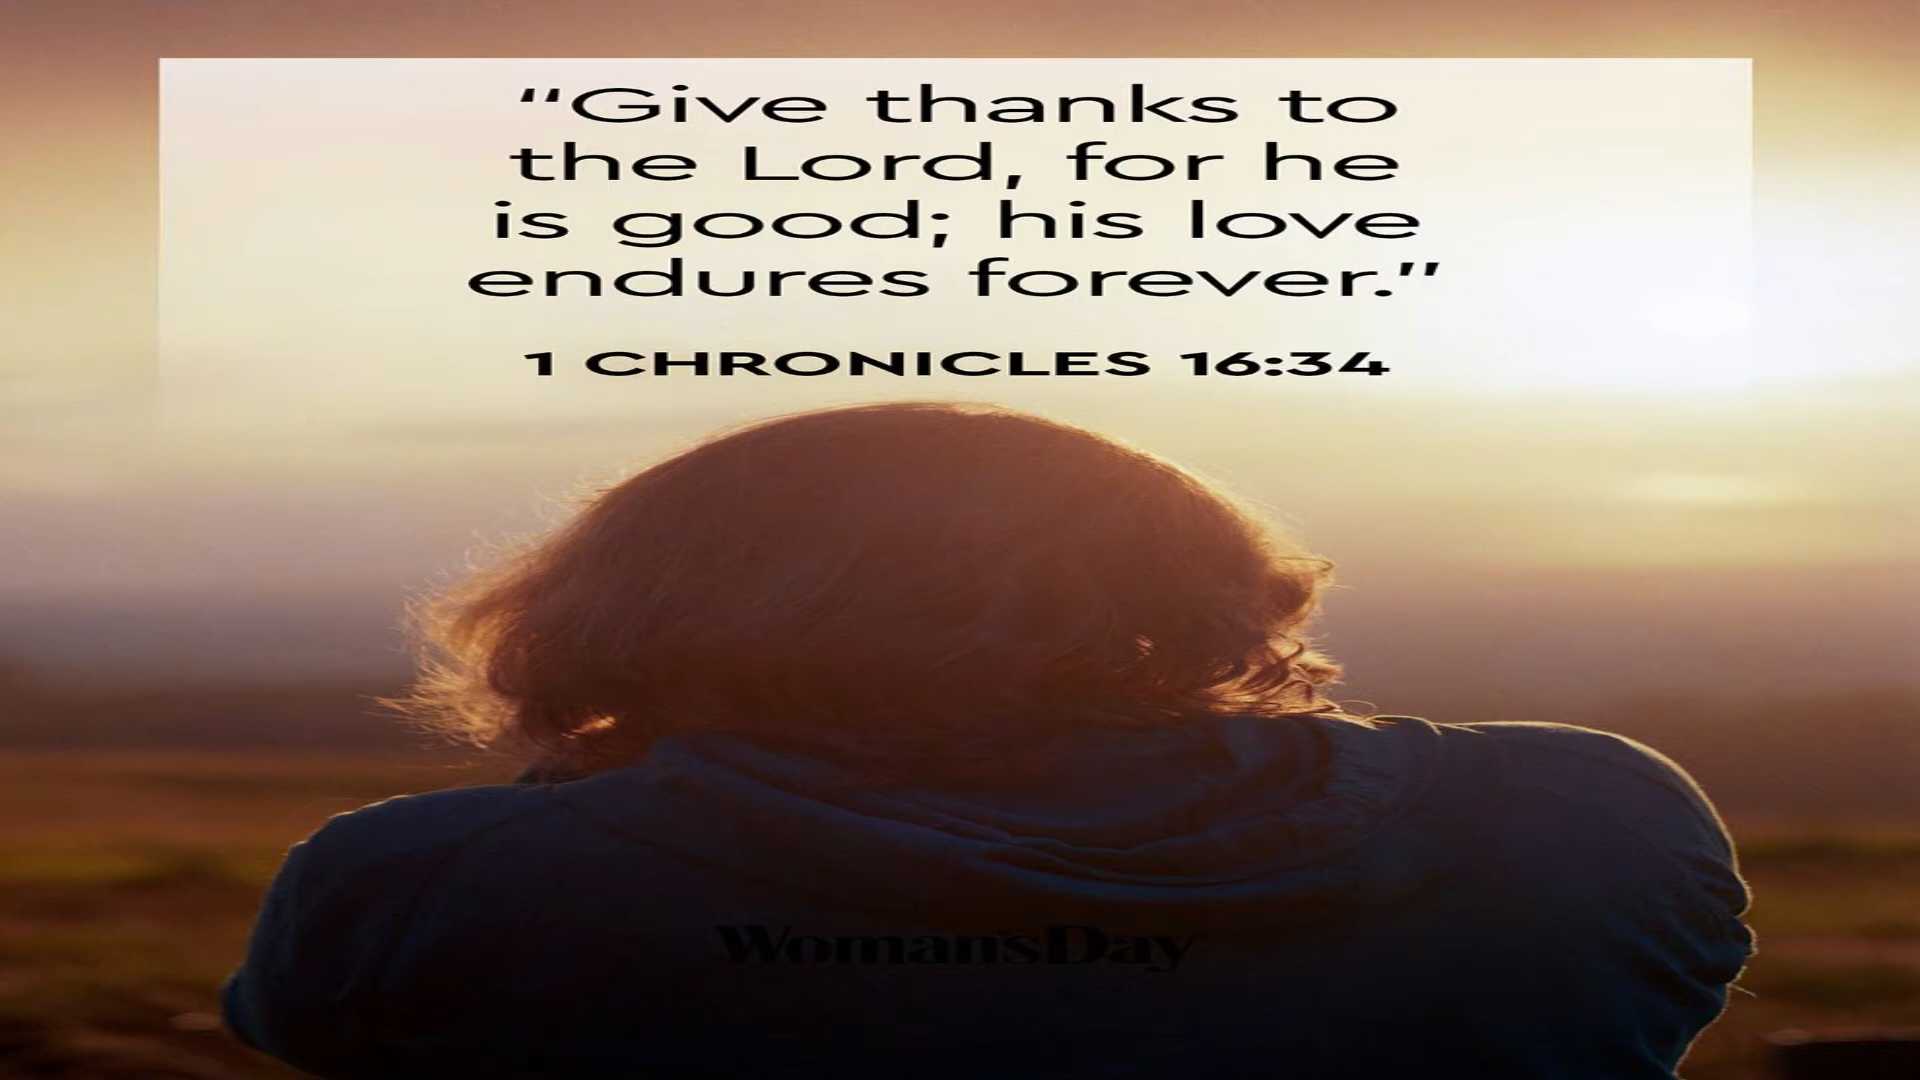 “Give thanks to
the Lord, for he
is good; his love
endures forever.”
1 CHRONICLES 16:34
Woman'sDay